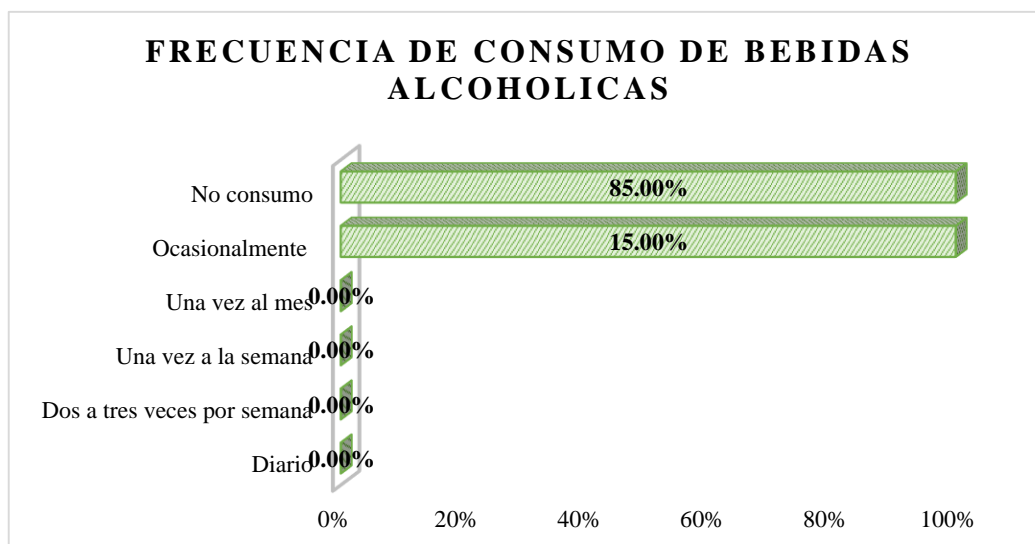 FRECUENCIA DE CONSUMO DE BEBIDAS
ALCOHOLICAS
No consumo
85.00%
Ocasionalmente
15.00%
Una vez al mes
0.00%
Una vez a la semana
0.00%
Dos a tres veces por semana
0.00%
Diario
0.00%
0% 20% 40% 60% 80% 100%